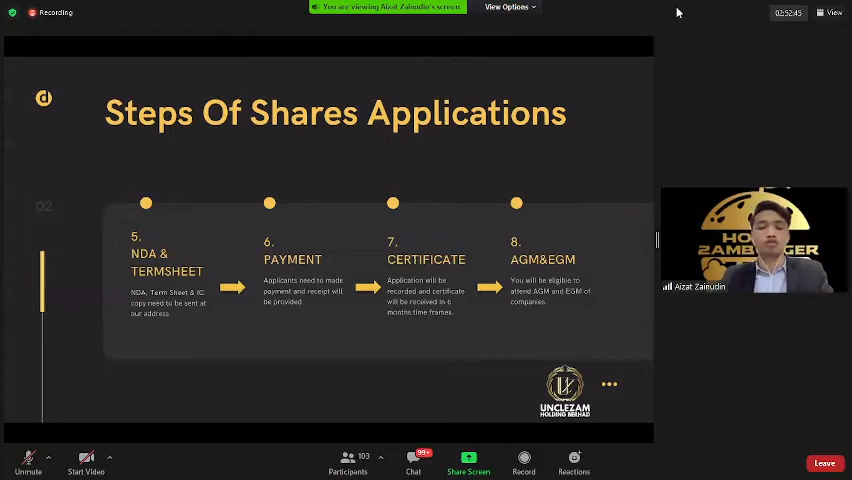 Recording
You are viewing Aizat Zainudin's screen
View Options
02:52:45
View
d
Steps Of Shares Applications
02
5.
NDA &
TERMSHEET
NDA, Term Sheet & IC
copy need to be sent at
our address
6.
PAYMENT
Applicants need to made
payment and receipt will
be provided
7.
CERTIFICATE
Application will be
recorded and certificate
will be received in 6
months time frames.
8.
AGM&EGM
You will be eligible to
attend AGM and EGM of
companies.
UNCLEZAM
HOLDING BERHAD
Aizat Zainudin
Unmute
Start Video
103
Participants
99+
Chat
Share Screen
Record
Reactions
Leave